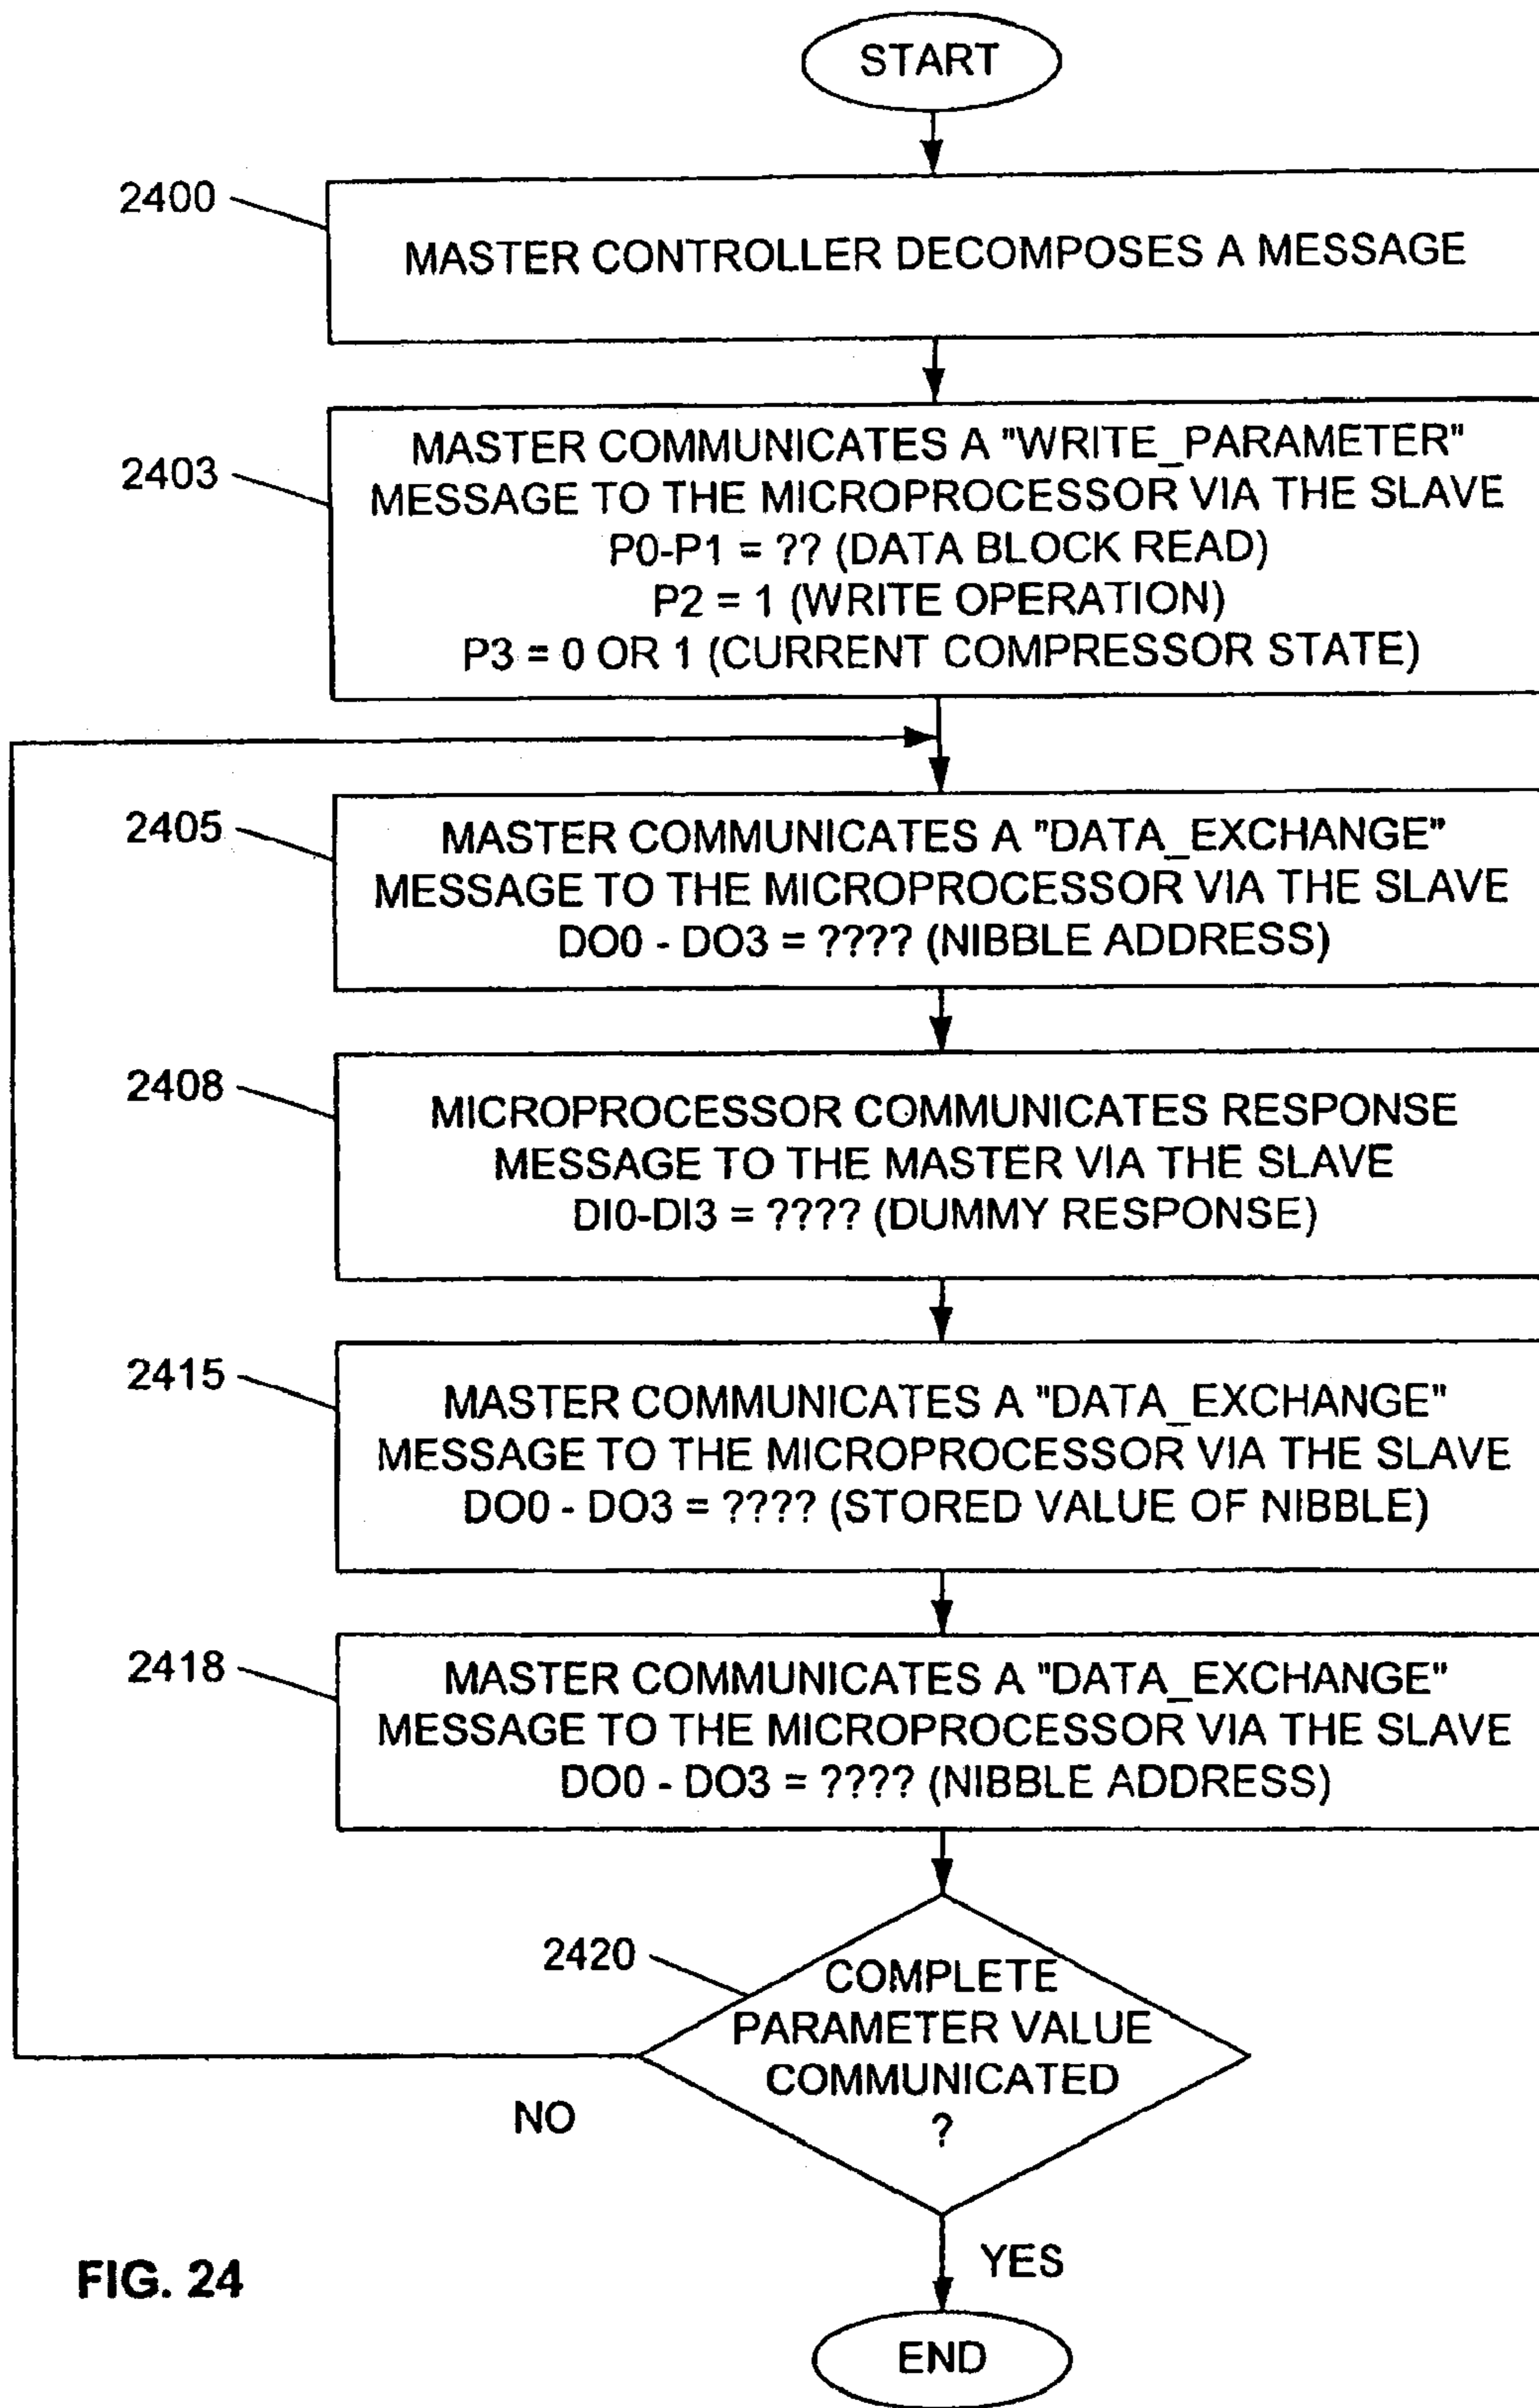 START
2400
MASTER CONTROLLER DECOMPOSES A MESSAGE
2403
MASTER COMMUNICATES A "WRITE_PARAMETER"
MESSAGE TO THE MICROPROCESSOR VIA THE SLAVE
P0-P1 = ?? (DATA BLOCK READ)
P2 = 1 (WRITE OPERATION)
P3 = 0 OR 1 (CURRENT COMPRESSOR STATE)
2405
MASTER COMMUNICATES A "DATA_EXCHANGE"
MESSAGE TO THE MICROPROCESSOR VIA THE SLAVE
DO0 - DO3 = ???? (NIBBLE ADDRESS)
2408
MICROPROCESSOR COMMUNICATES RESPONSE
MESSAGE TO THE MASTER VIA THE SLAVE
DI0-DI3 = ???? (DUMMY RESPONSE)
2415
MASTER COMMUNICATES A "DATA_EXCHANGE"
MESSAGE TO THE MICROPROCESSOR VIA THE SLAVE
DO0 - DO3 = ???? (STORED VALUE OF NIBBLE)
2418
MASTER COMMUNICATES A "DATA_EXCHANGE"
MESSAGE TO THE MICROPROCESSOR VIA THE SLAVE
DO0 - DO3 = ???? (NIBBLE ADDRESS)
2420
COMPLETE
PARAMETER VALUE
COMMUNICATED
?
NO
YES
FIG. 24
END